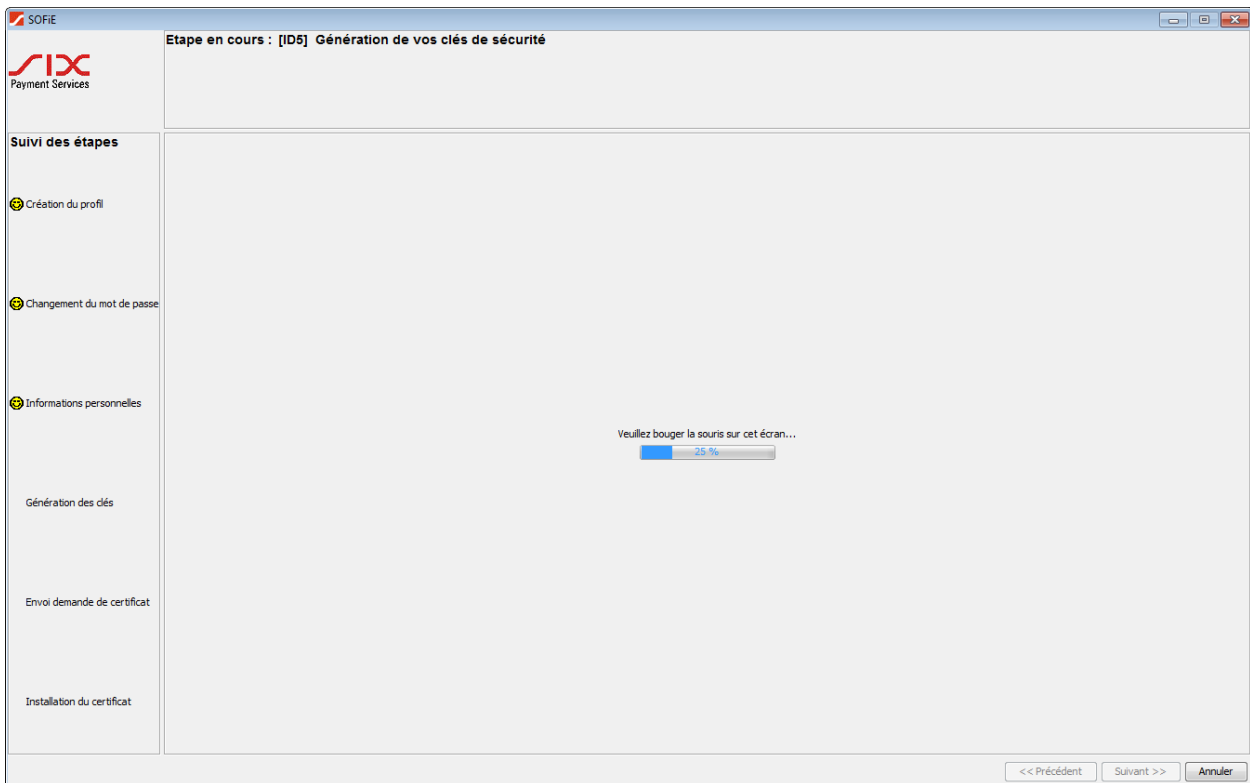 SOFiE
Etape en cours : [ID5] Génération de vos clés de sécurité
SIX
Payment Services
Suivi des étapes
Création du profil
Changement du mot de passe
Informations personnelles
Veuillez bouger la souris sur cet écran...
25 %
Génération des clés
Envoi demande de certificat
Installation du certificat
<< Précédent
Suivant >>
Annuler